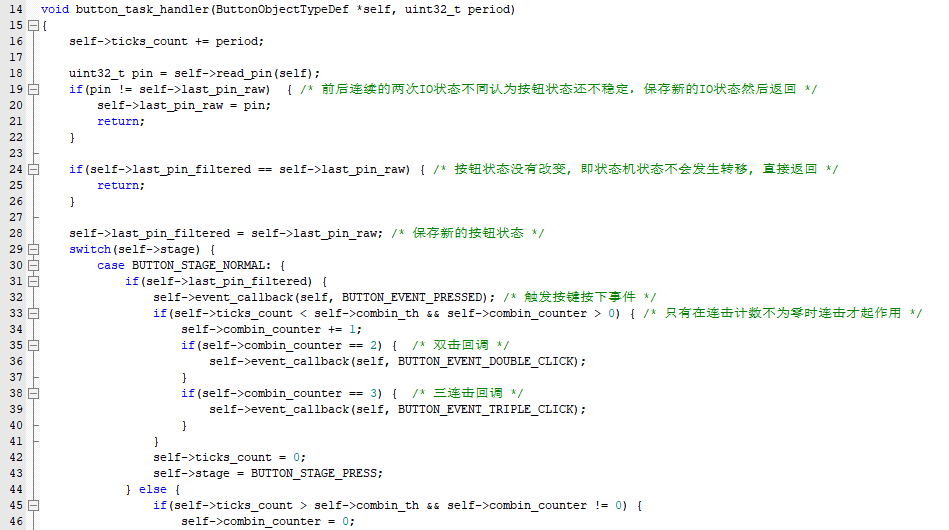 14 void button_task_handler(ButtonObjectTypeDef *self, uint32_t period)
15 {
16 self->ticks_count += period;
17
18 uint32_t pin = self->read_pin(self);
19 if(pin != self->last_pin_raw) { /* 前后连续的两次IO状态不同认为按钮状态还不稳定，保存新的IO状态然后返回 */
20 self->last_pin_raw = pin;
21 return;
22 }
23
24 if(self->last_pin_filtered == self->last_pin_raw) { /* 按钮状态没有改变，即状态机状态不会发生转移，直接返回 */
25 return;
26 }
27
28 self->last_pin_filtered = self->last_pin_raw; /* 保存新的按钮状态 */
29 switch(self->stage) {
30 case BUTTON_STAGE_NORMAL: {
31 if(self->last_pin_filtered) {
32 self->event_callback(self, BUTTON_EVENT_PRESSED); /* 触发按键按下事件 */
33 if(self->ticks_count < self->combin_th && self->combin_counter > 0) { /* 只有在连击计数不为零时连击才起作用 */
34 self->combin_counter += 1;
35 if(self->combin_counter == 2) { /* 双击回调 */
36 self->event_callback(self, BUTTON_EVENT_DOUBLE_CLICK);
37 }
38 if(self->combin_counter == 3) { /* 三连击回调 */
39 self->event_callback(self, BUTTON_EVENT_TRIPLE_CLICK);
40 }
41 }
42 self->ticks_count = 0;
43 self->stage = BUTTON_STAGE_PRESS;
44 } else {
45 if(self->ticks_count > self->combin_th && self->combin_counter != 0) {
46 self->combin_counter = 0;